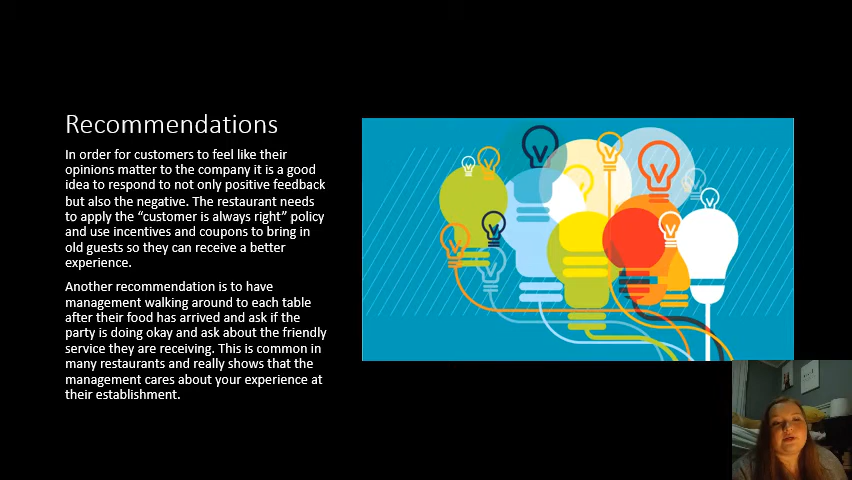 Recommendations
In order for customers to feel like their
opinions matter to the company it is a good
idea to respond to not only positive feedback
but also the negative. The restaurant needs
to apply the “customer is always right” policy
and use incentives and coupons to bring in
old guests so they can receive a better
experience.
Another recommendation is to have
management walking around to each table
after their food has arrived and ask if the
party is doing okay and ask about the friendly
service they are receiving. This is common in
many restaurants and really shows that the
management cares about your experience at
their establishment.